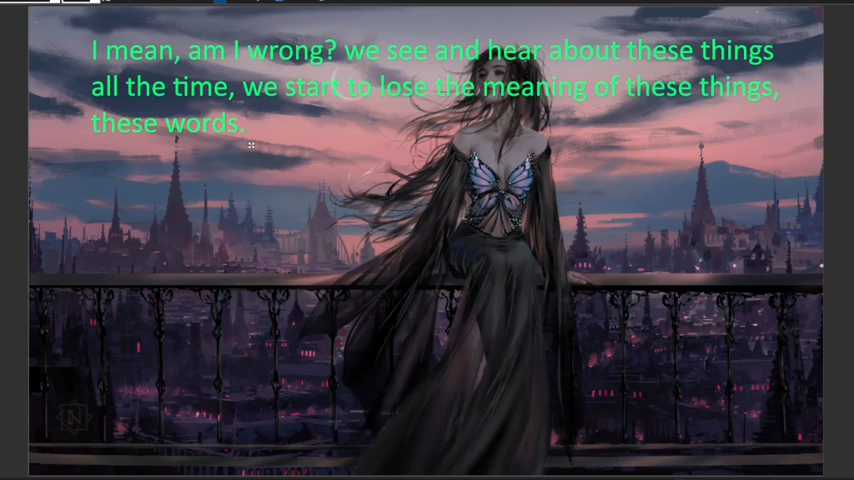 I mean, am I wrong? we see and hear about these things
all the time, we start to lose the meaning of these things,
these words.